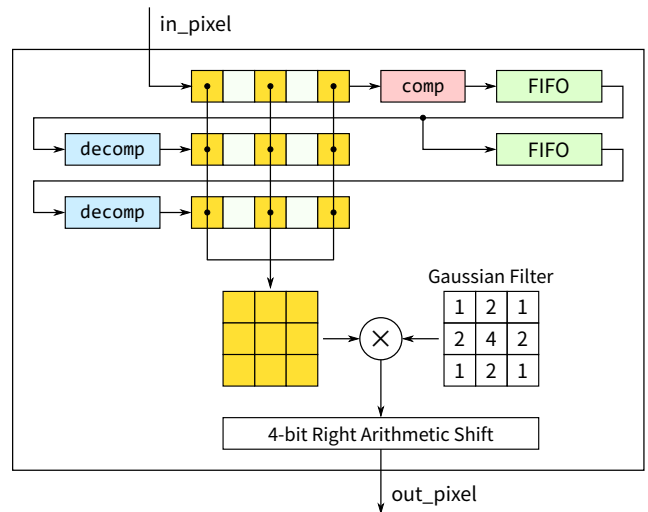 in_pixel
comp
FIFO
decomp
FIFO
decomp
Gaussian Filter
1 2 1
2 4 2
1 2 1
4-bit Right Arithmetic Shift
out_pixel